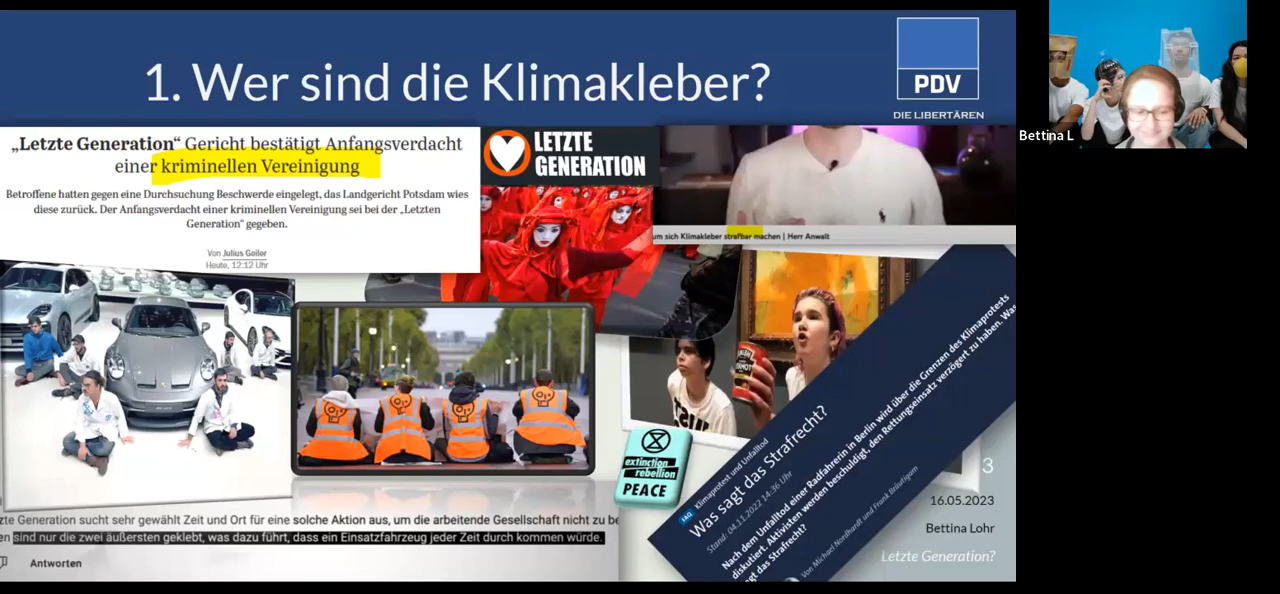 1. Wer sind die Klimakleber?
PDV
DIE LIBERTÄREN
Bettina L
„Letzte Generation“ Gericht bestätigt Anfangsverdacht
einer kriminellen Vereinigung
Betroffene hatten gegen eine Durchsuchung Beschwerde eingelegt, das Landgericht Potsdam wies
diese zurück. Der Anfangsverdacht einer kriminellen Vereinigung sei bei der „Letzten
Generation“ gegeben.
Von Julius Geiler
Heute, 12:12 Uhr
LETZTE
GENERATION
um sich Klimakleber strafbar machen | Herr Anwalt
HEINZ
extinction
rebellion
PEACE
FAQ Klimaprotest und Unfalltod
Was sagt das Strafrecht?
Stand: 04.11.2022 14:36 Uhr
Nach dem Unfalltod einer Radfahrerin in Berlin wird über die Grenzen des Klimaprotests
diskutiert. Aktivisten werden beschuldigt, den Rettungseinsatz verzögert zu haben. Was
gt das Strafrecht?
Von Michael Nordhardt und Frank Bräutigam
zte Generation sucht sehr gewählt Zeit und Ort für eine solche Aktion aus, um die arbeitende Gesellschaft nicht zu be
en sind nur die zwei äußersten geklebt, was dazu führt, dass ein Einsatzfahrzeug jeder Zeit durch kommen würde.
Antworten
3
16.05.2023
Bettina Lohr
Letzte Generation?